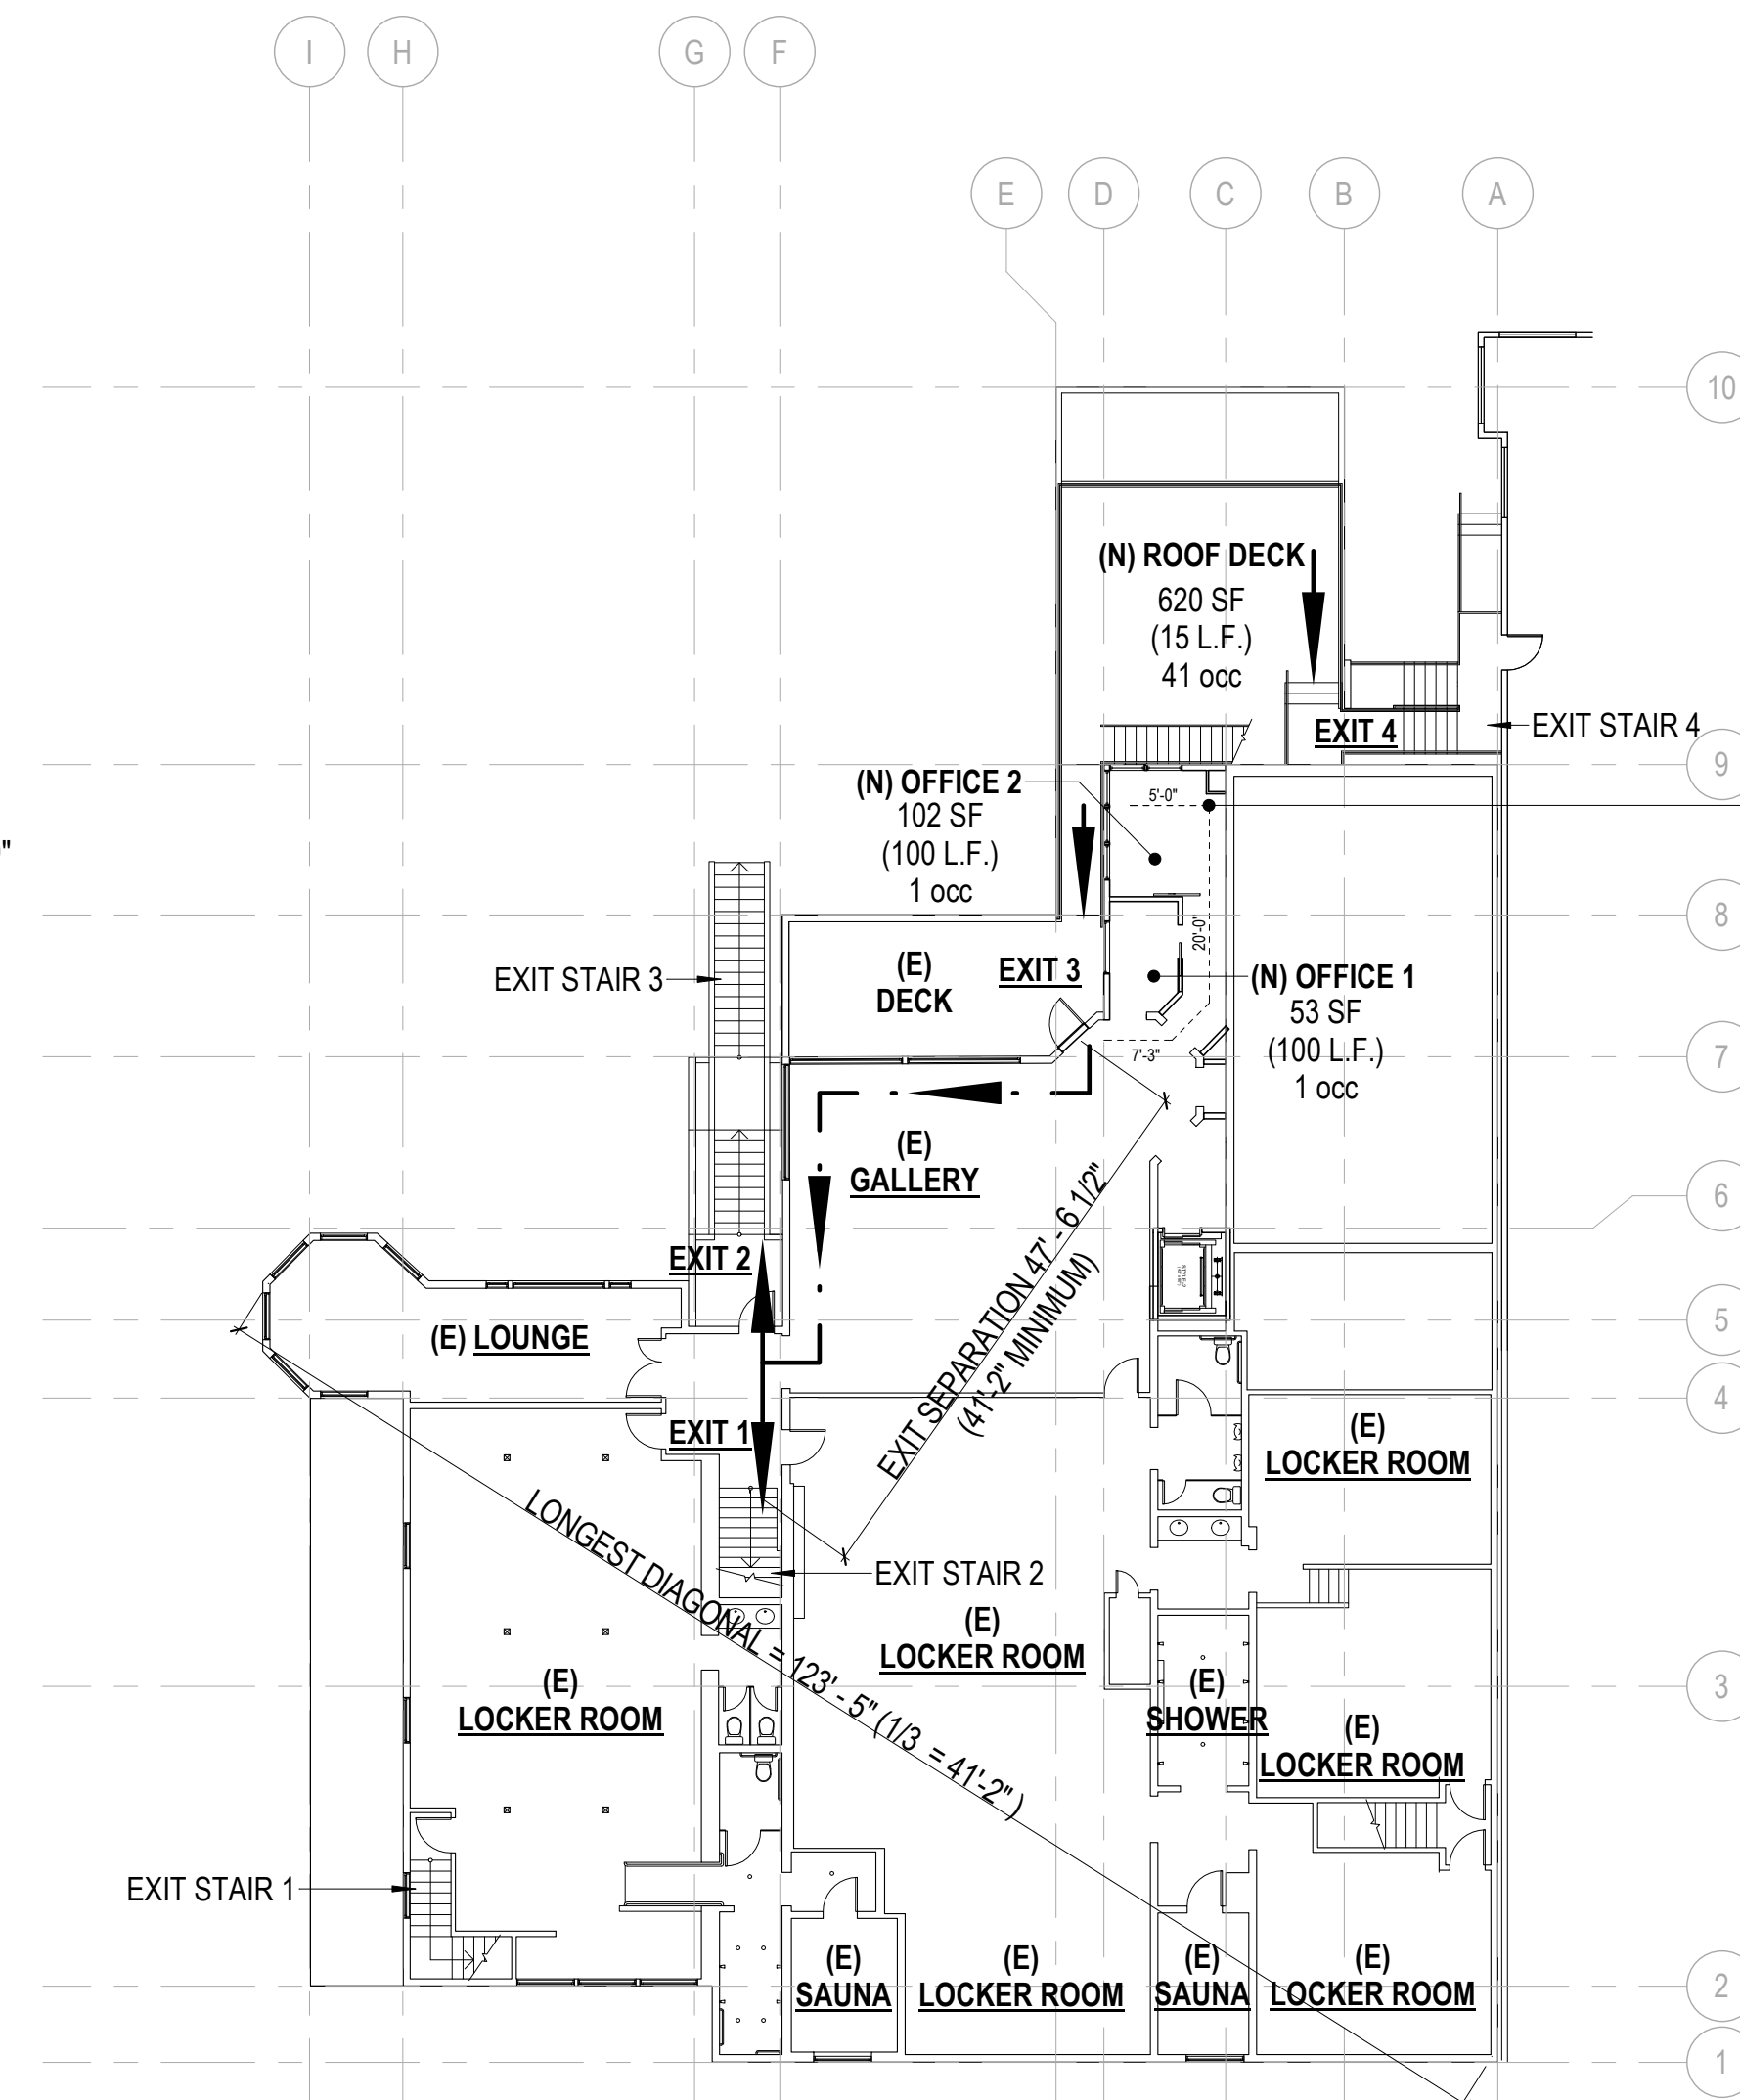 I
H
G
F
E
D
C
B
A
10
(N) ROOF DECK
620 SF
(15 L.F.)
41 occ
EXIT 4
EXIT STAIR 4
9
(N) OFFICE 2
102 SF
(100 L.F.)
1 occ
5'-0"
"
8
20'-0"
EXIT STAIR 3
(E)
DECK
EXIT 3
(N) OFFICE 1
53 SF
(100 L.F.)
1 occ
7'-3"
7
(E)
GALLERY
6
EXIT SEPARATION 47' - 6 1/2"
(41'-2" MINIMUM)
EXIT 2
(E) LOUNGE
5
4
EXIT 1
(E)
LOCKER ROOM
LONGEST DIAGONAL = 123' - 5" (1/3 = 41'-2")
EXIT STAIR 2
(E)
LOCKER ROOM
(E)
LOCKER ROOM
(E)
SHOWER
(E)
LOCKER ROOM
3
EXIT STAIR 1
(E)
SAUNA
(E)
LOCKER ROOM
(E)
SAUNA
(E)
LOCKER ROOM
2
1